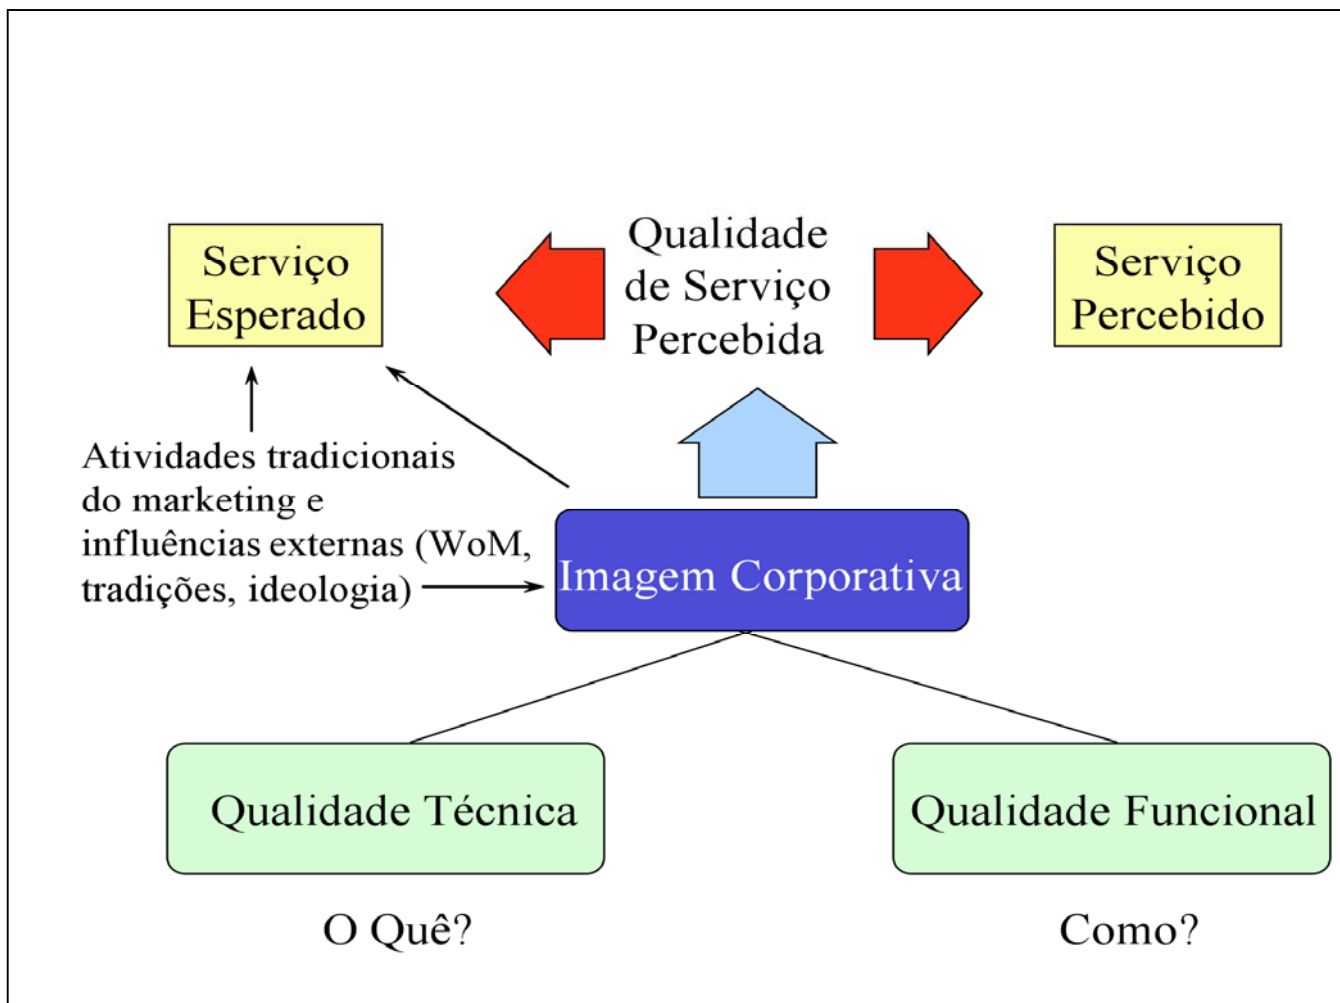 Serviço
Esperado
Qualidade
de Serviço
Percebida
Serviço
Percebido
Atividades tradicionais
do marketing e
influências externas (WoM,
tradições, ideologia)
Imagem Corporativa
Qualidade Técnica
Qualidade Funcional
O Quê?
Como?